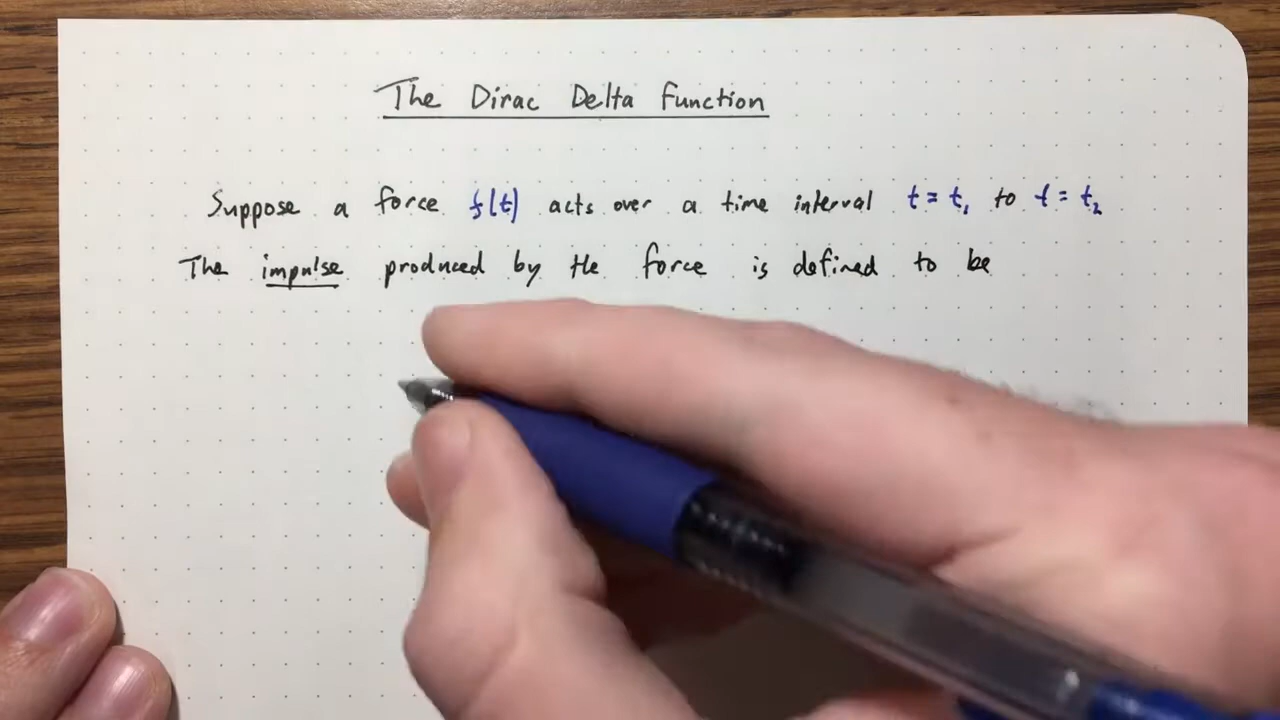 The Dirac Delta Function
Suppose a force f(t) acts over a time interval t = t₁ to t = t₂
The impulse produced by the force is defined to be